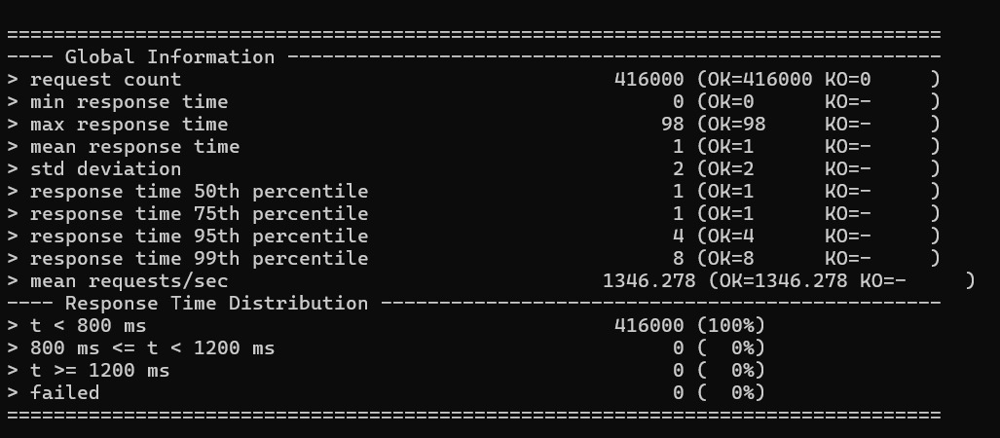 ================================================================================
---- Global Information --------------------------------------------------------
> request count                                     416000 (OK=416000 KO=0     )
> min response time                                      0 (OK=0      KO=-     )
> max response time                                     98 (OK=98     KO=-     )
> mean response time                                     1 (OK=1      KO=-     )
> std deviation                                          2 (OK=2      KO=-     )
> response time 50th percentile                          1 (OK=1      KO=-     )
> response time 75th percentile                          1 (OK=1      KO=-     )
> response time 95th percentile                          4 (OK=4      KO=-     )
> response time 99th percentile                          8 (OK=8      KO=-     )
> mean requests/sec                                1346.278 (OK=1346.278 KO=-     )
---- Response Time Distribution ------------------------------------------------
> t < 800 ms                                        416000 (100%)
> 800 ms <= t < 1200 ms                                  0 (  0%)
> t >= 1200 ms                                           0 (  0%)
> failed                                                 0 (  0%)
================================================================================